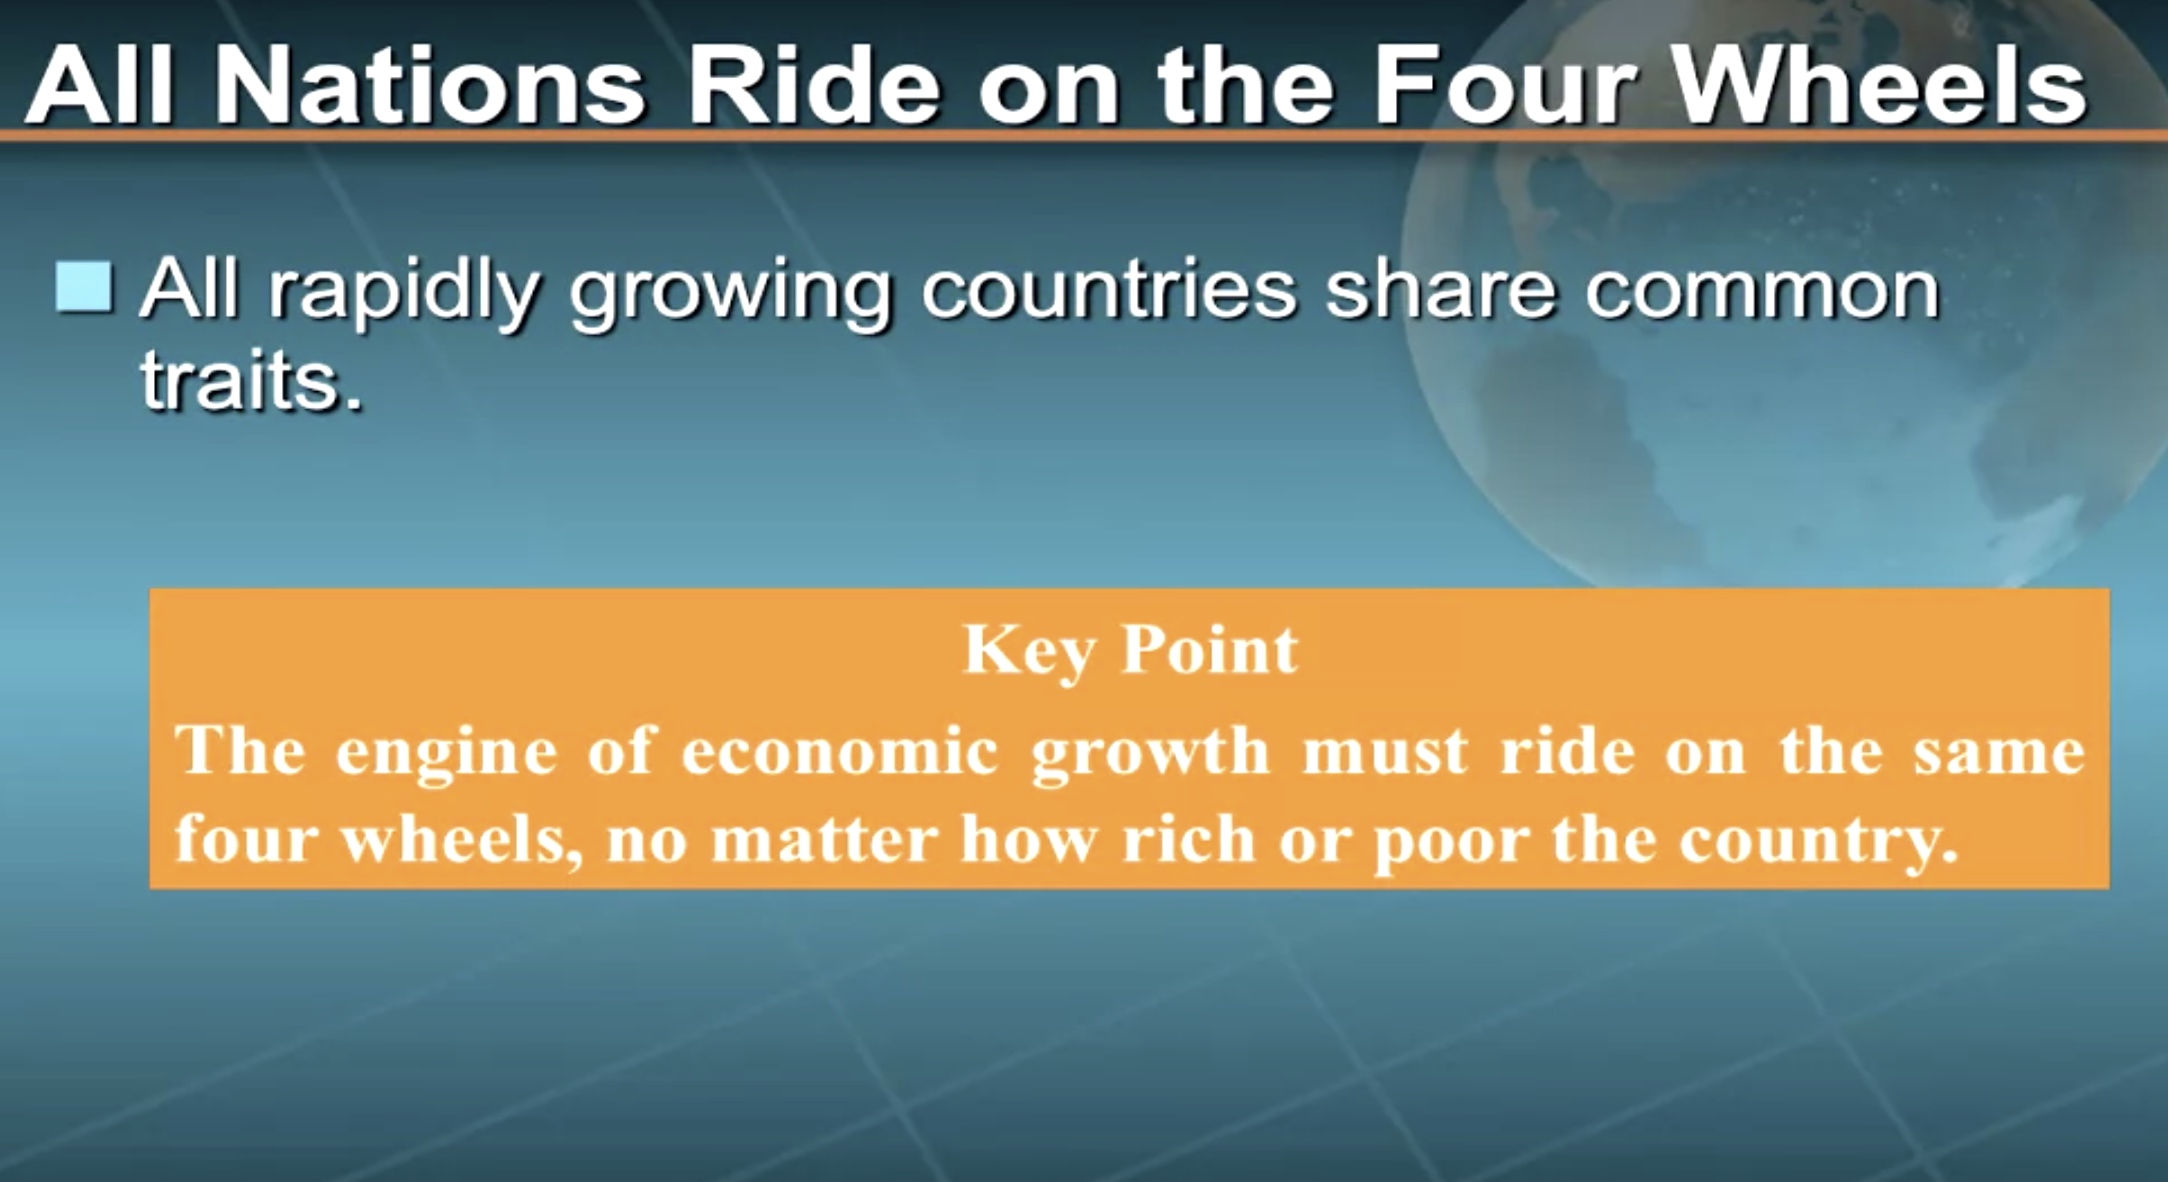 All Nations Ride on the Four Wheels
All rapidly growing countries share common
traits.
Key Point
The engine of economic growth must ride on the same
four wheels, no matter how rich or poor the country.